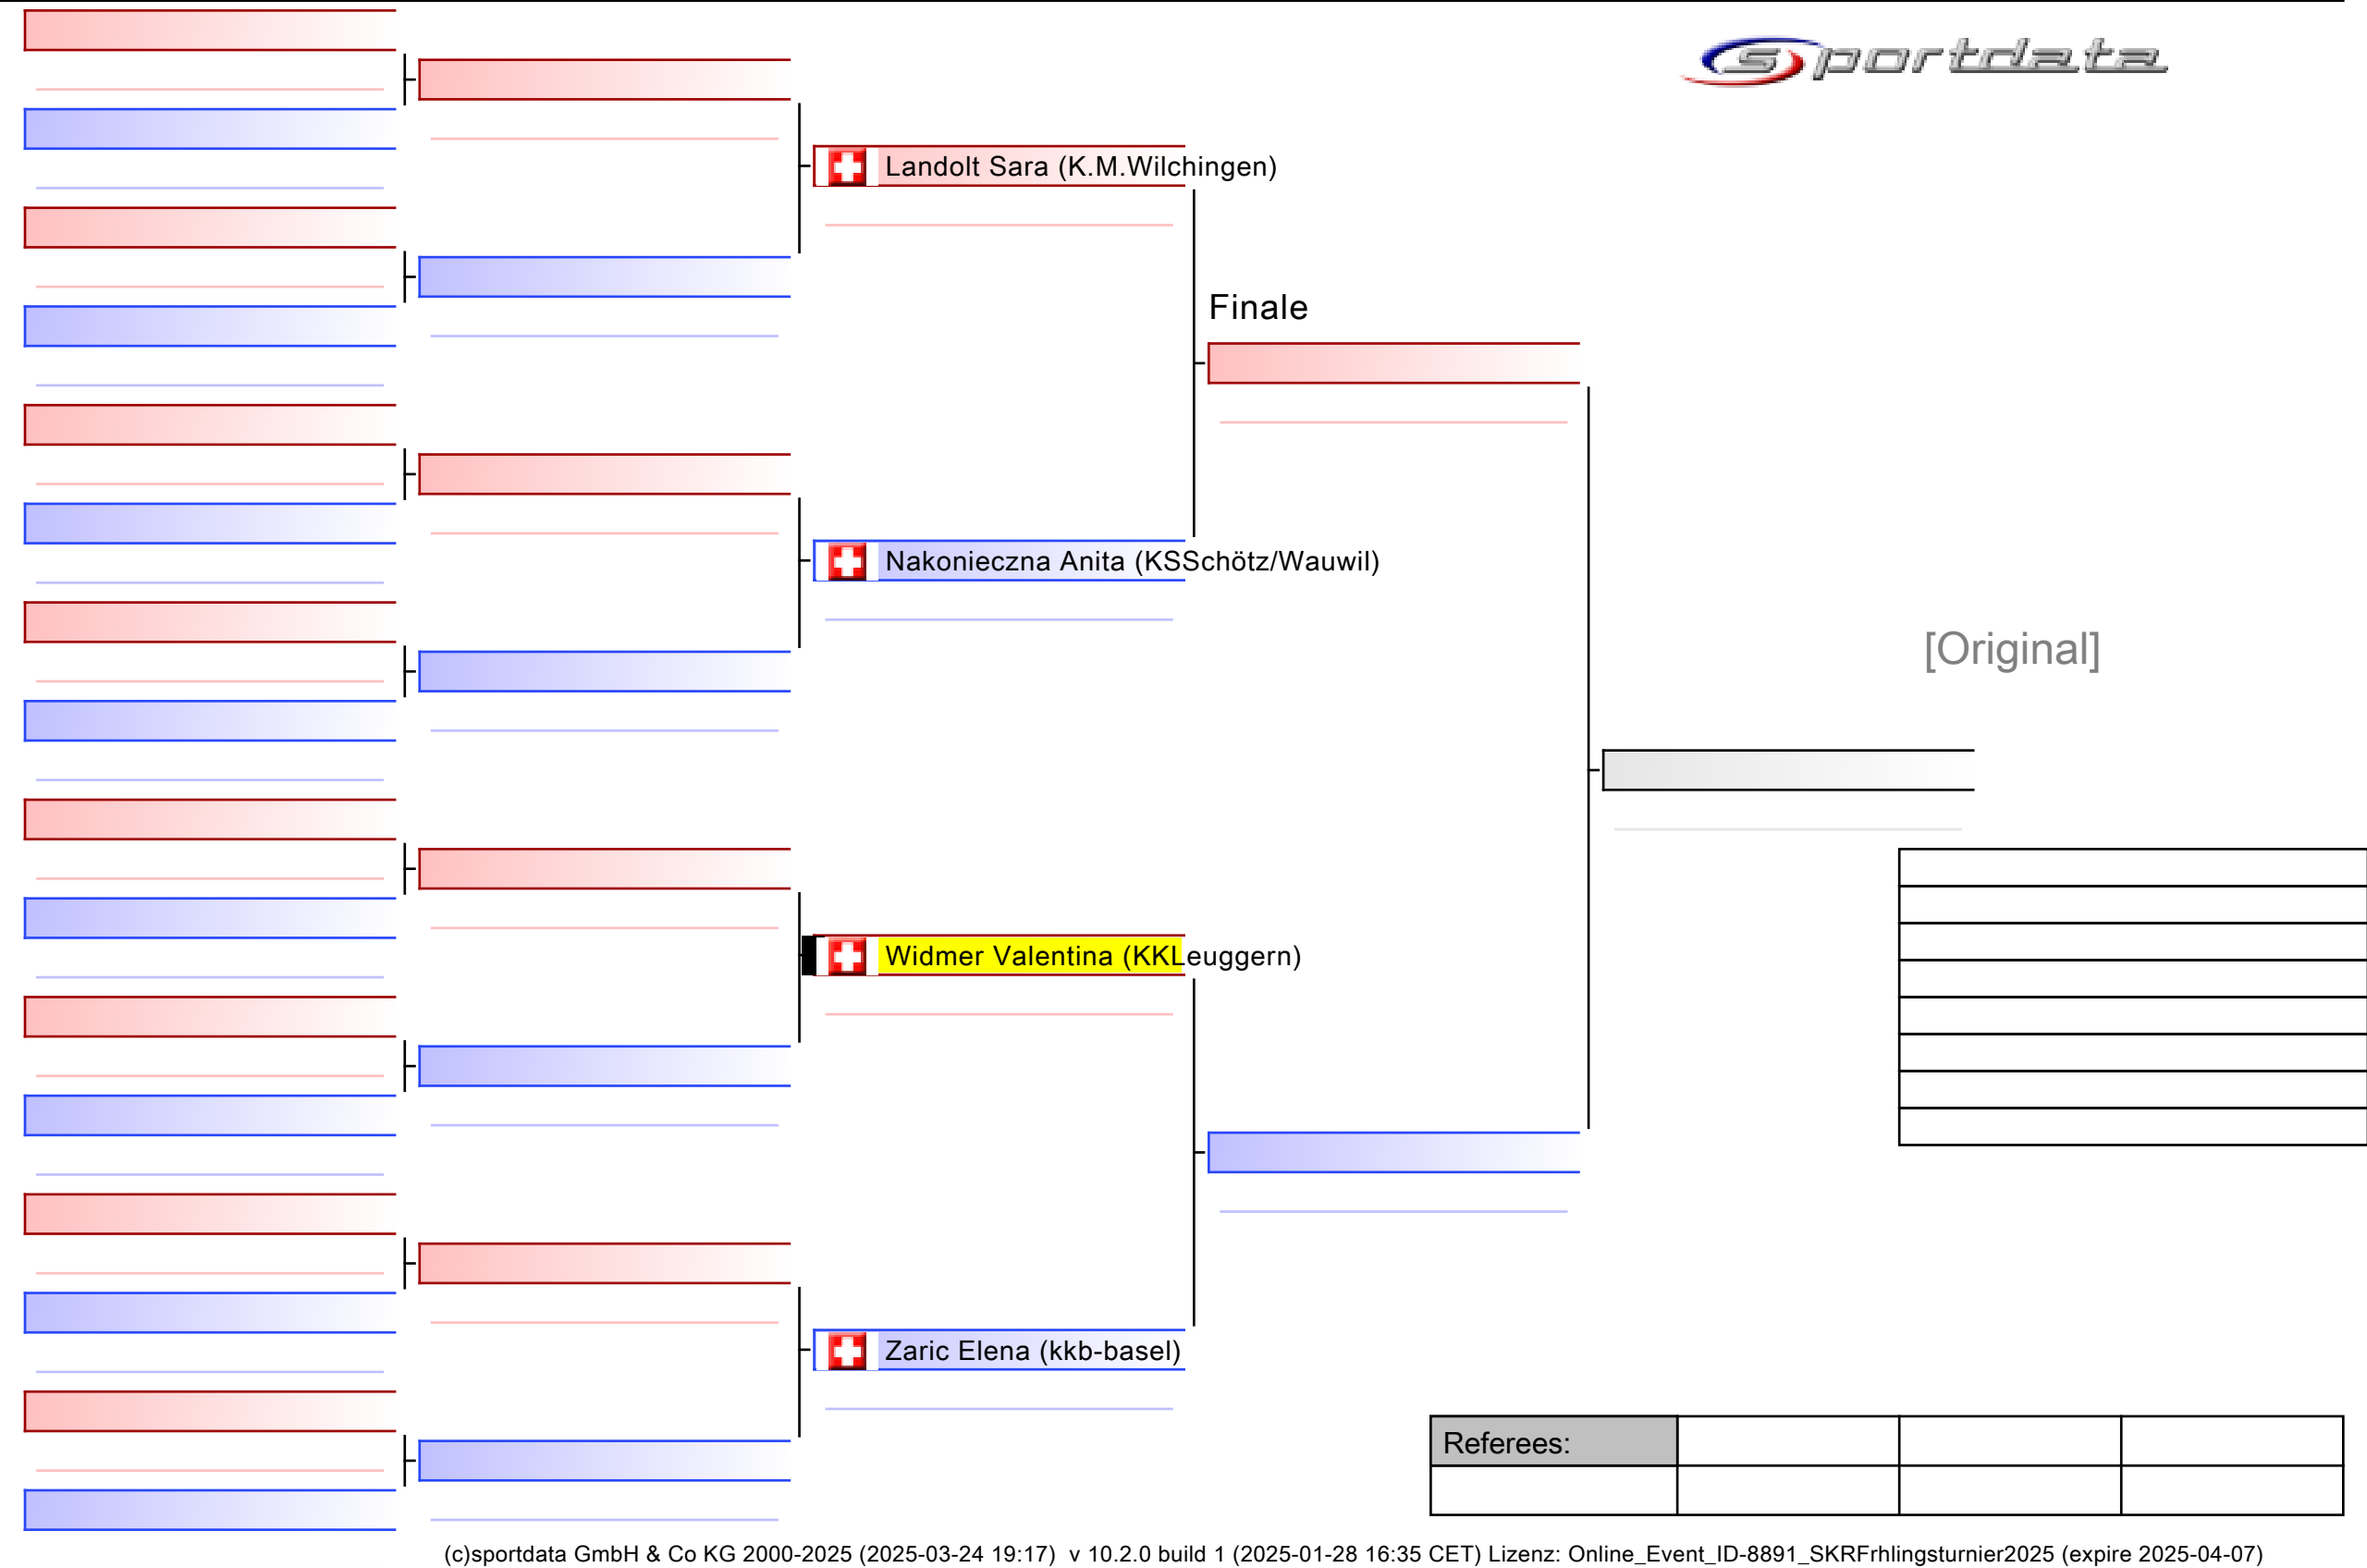 sportdata
Landolt Sara (K.M.Wilchingen)
Finale
Nakonieczna Anita (KSSchötz/Wauwil)
[Original]
Widmer Valentina (KKLeuggern)
Zaric Elena (kkb-basel)
Referees:
(c)sportdata GmbH & Co KG 2000-2025 (2025-03-24 19:17) v 10.2.0 build 1 (2025-01-28 16:35 CET) Lizenz: Online_Event_ID-8891_SKRFrhlingsturnier2025 (expire 2025-04-07)